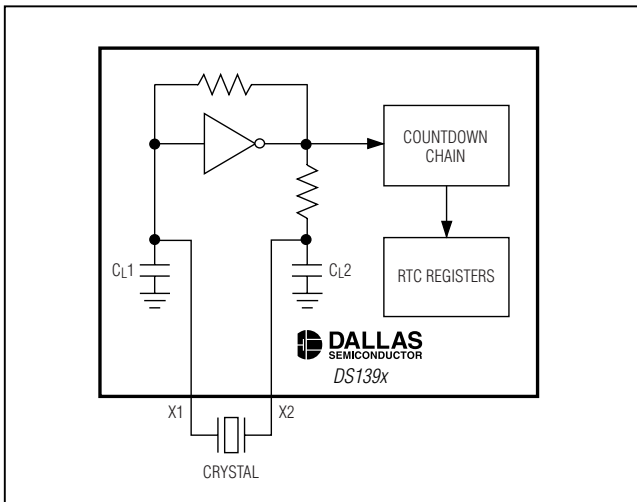 COUNTDOWN
CHAIN
RTC REGISTERS
CL1
CL2
DALLAS
SEMICONDUCTOR
DS139x
X1
X2
CRYSTAL